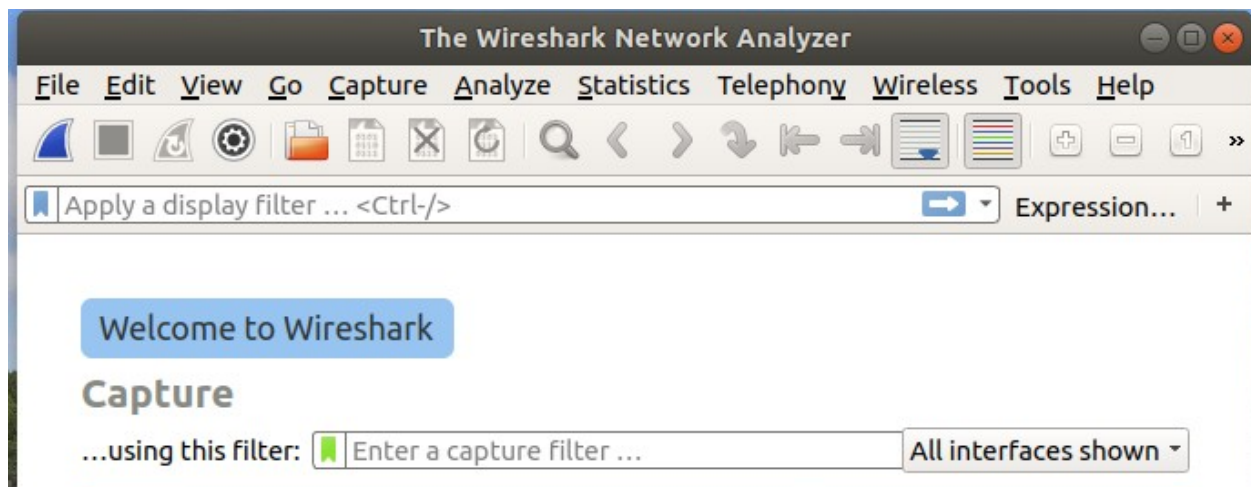 The Wireshark Network Analyzer
File Edit View Go Capture Analyze Statistics Telephony Wireless Tools Help
Apply a display filter … <Ctrl-/> Expression… +
Welcome to Wireshark
Capture
…using this filter: Enter a capture filter … All interfaces shown